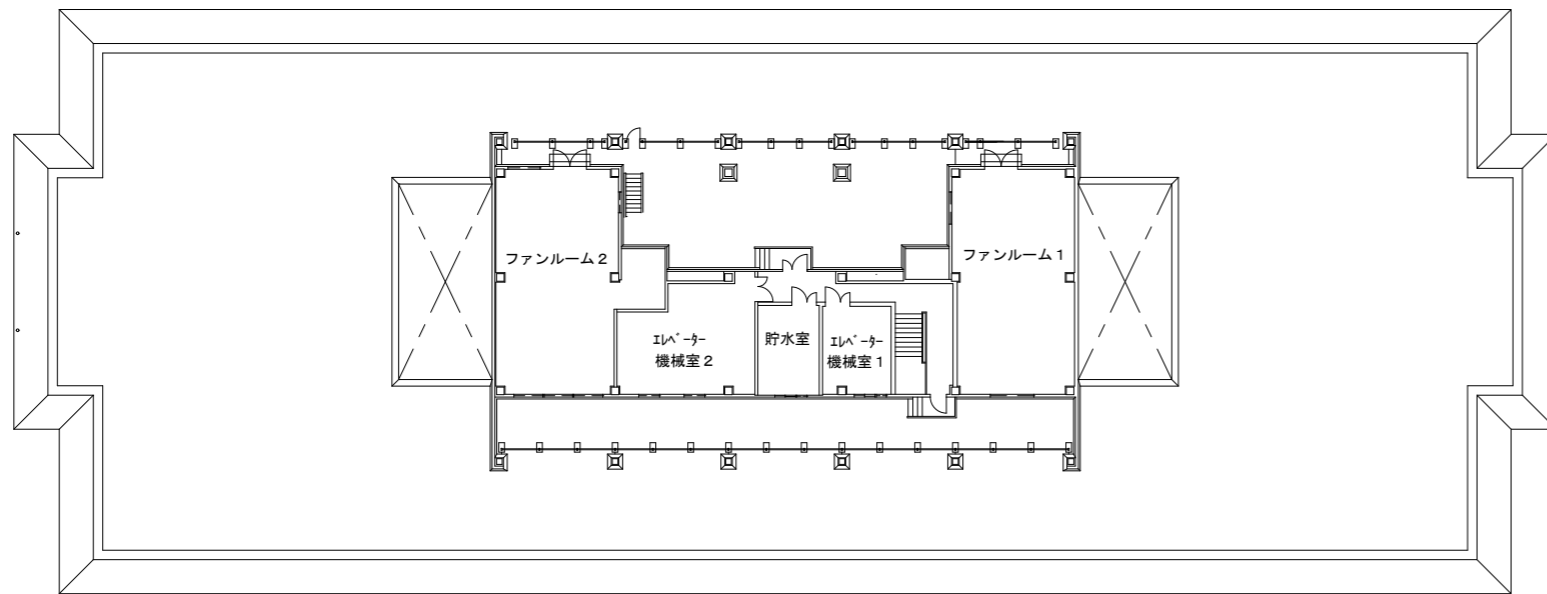 ファンルーム２
ファンルーム１
ｴﾚﾍﾞｰﾀｰ
機械室２
貯水室
ｴﾚﾍﾞｰﾀｰ
機械室１